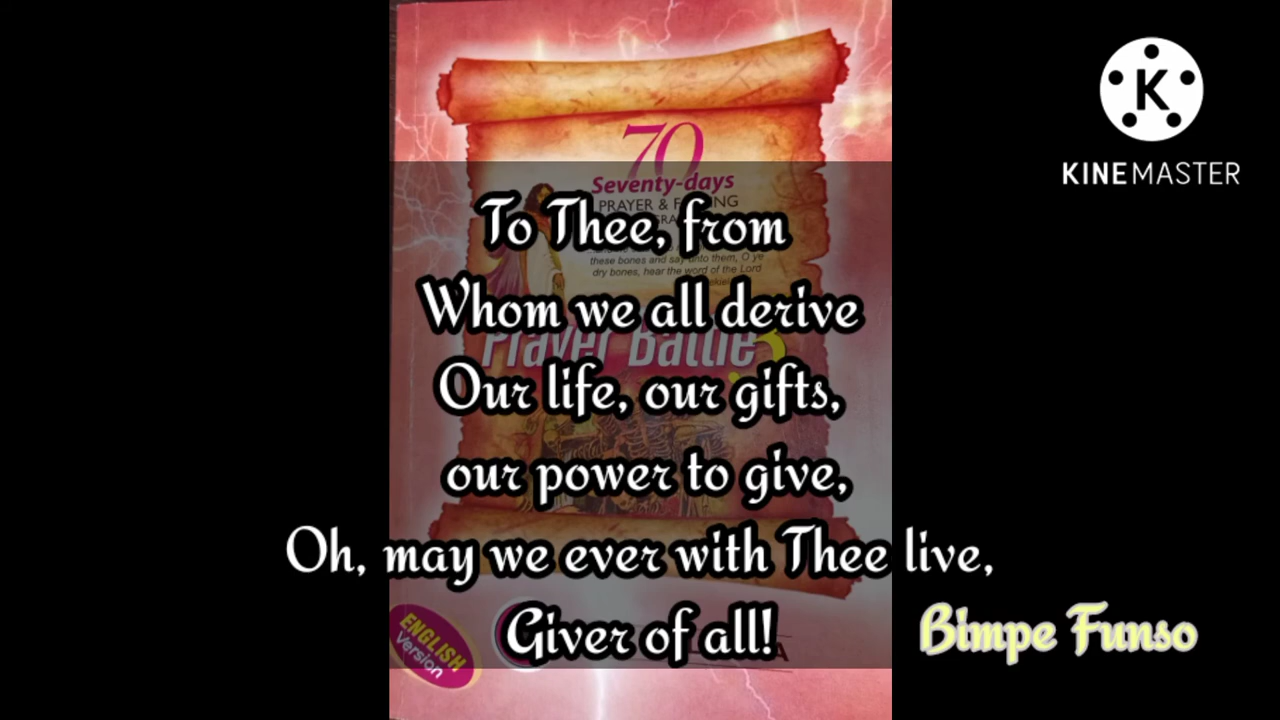 K
KINEMASTER
70
Seventy-days
PRAYER &
To Thee, from
these bones and say unto them, O ye
dry bones, hear the word of the Lord
Whom we all derive
Prayer Battle
Our life, our gifts,
our power to give,
Oh, may we ever with Thee live,
Giver of all!
ENGLISH
Version
Bimpe Funso